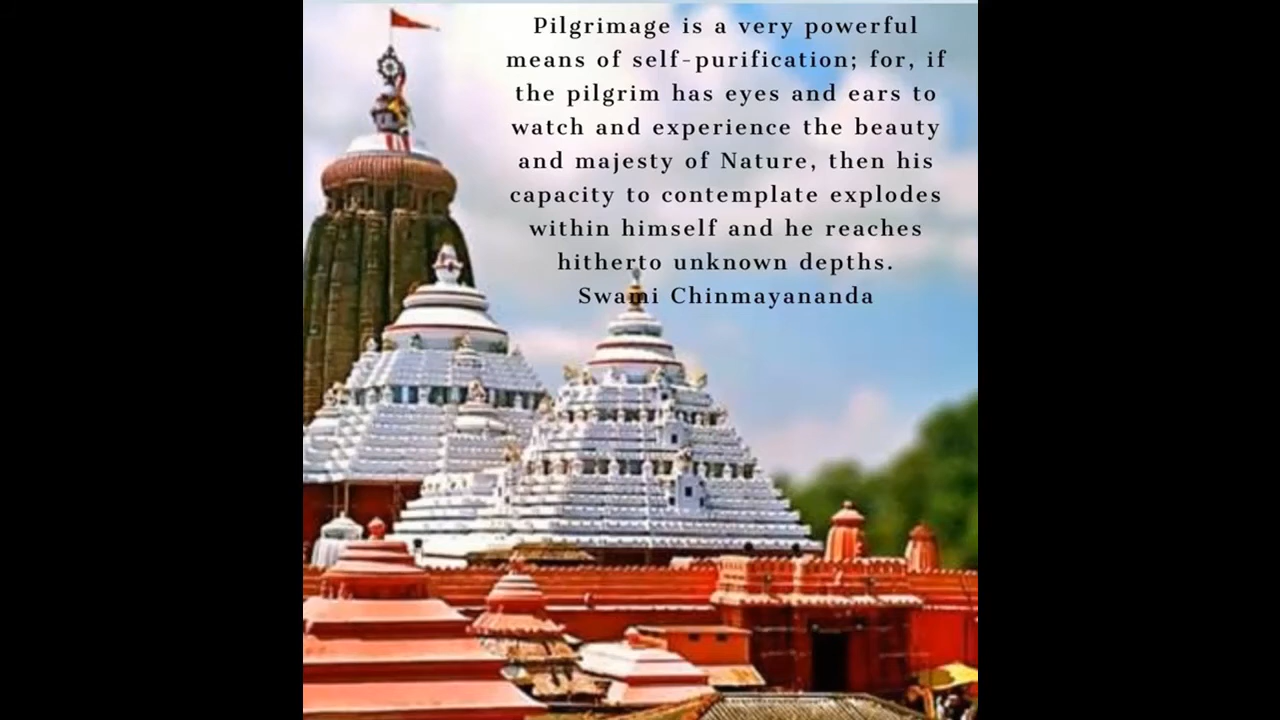 Pilgrimage is a very powerful
means of self-purification; for, if
the pilgrim has eyes and ears to
watch and experience the beauty
and majesty of Nature, then his
capacity to contemplate explodes
within himself and he reaches
hitherto unknown depths.
Swami Chinmayananda